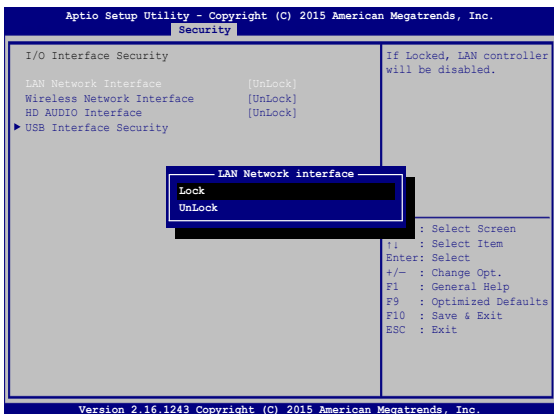 Aptio Setup Utility - Copyright (C) 2015 American Megatrends, Inc.
Security
I/O Interface Security
LAN Network Interface [UnLock]
Wireless Network Interface [UnLock]
HD AUDIO Interface [UnLock]
USB Interface Security
If Locked, LAN controller
will be disabled.
LAN Network interface
Lock
UnLock
: Select Screen
↑↓ : Select Item
Enter: Select
+/— : Change Opt.
F1 : General Help
F9 : Optimized Defaults
F10 : Save & Exit
ESC : Exit
Version 2.16.1243 Copyright (C) 2015 American Megatrends, Inc.